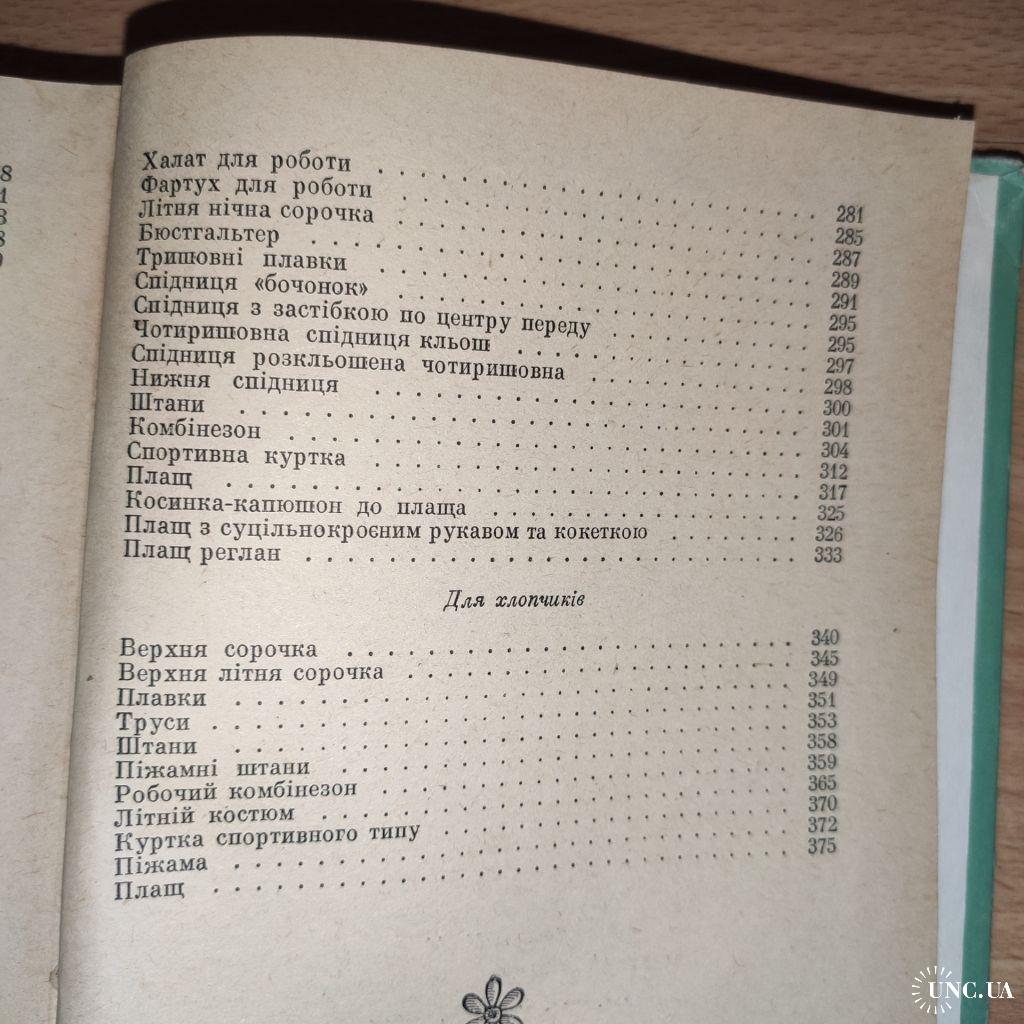 Халат для роботи . . . . . . . . . . . . . . . . . . 281
Фартух для роботи . . . . . . . . . . . . . . . . . . 285
Літня нічна сорочка . . . . . . . . . . . . . . . . . . 287
Бюстгальтер . . . . . . . . . . . . . . . . . . 289
Тришовні плавки . . . . . . . . . . . . . . . . . . 291
Спідниця «бочонок» . . . . . . . . . . . . . . . . . . 295
Спідниця з застібкою по центру переду . . . . . . . . . 295
Чотиришовна спідниця кльош . . . . . . . . . . . . 297
Спідниця розкльошена чотиришовна . . . . . . . . . 298
Нижня спідниця . . . . . . . . . . . . . . . . . . 300
Штани . . . . . . . . . . . . . . . . . . 301
Комбінезон . . . . . . . . . . . . . . . . . . 304
Спортивна куртка . . . . . . . . . . . . . . . . . . 312
Плащ . . . . . . . . . . . . . . . . . . 317
Косинка-капюшон до плаща . . . . . . . . . . . . 325
Плащ з суцільнокроєним рукавом та кокеткою . . . . . . 326
Плащ реглан . . . . . . . . . . . . . . . . . . 333
Для хлопчиків
Верхня сорочка . . . . . . . . . . . . . . . . . . 340
Верхня літня сорочка . . . . . . . . . . . . . . . . . . 345
Плавки . . . . . . . . . . . . . . . . . . 349
Труси . . . . . . . . . . . . . . . . . . 351
Штани . . . . . . . . . . . . . . . . . . 353
Піжамні штани . . . . . . . . . . . . . . . . . . 358
Робочий комбінезон . . . . . . . . . . . . . . . . . . 359
Літній костюм . . . . . . . . . . . . . . . . . . 365
Куртка спортивного типу . . . . . . . . . . . . . . . 370
Піжама . . . . . . . . . . . . . . . . . . 372
Плащ . . . . . . . . . . . . . . . . . . 375
UNC.UA